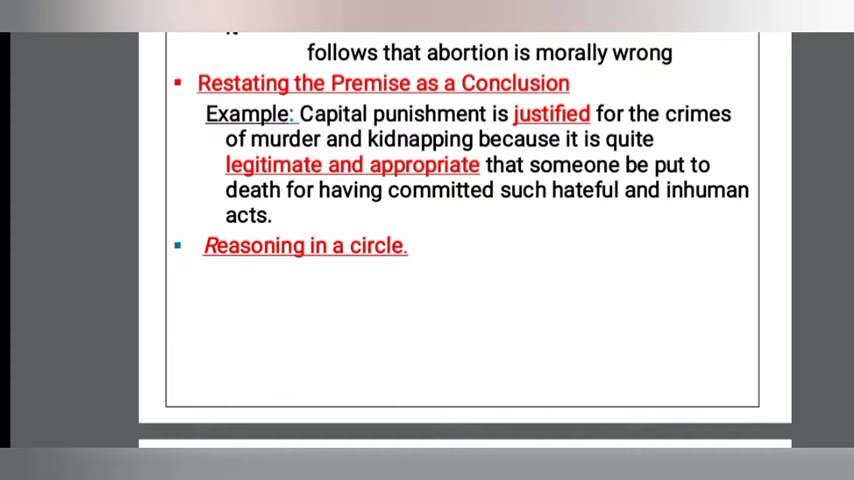 it
follows that abortion is morally wrong
▪ Restating the Premise as a Conclusion
Example: Capital punishment is justified for the crimes
of murder and kidnapping because it is quite
legitimate and appropriate that someone be put to
death for having committed such hateful and inhuman
acts.
▪ Reasoning in a circle.